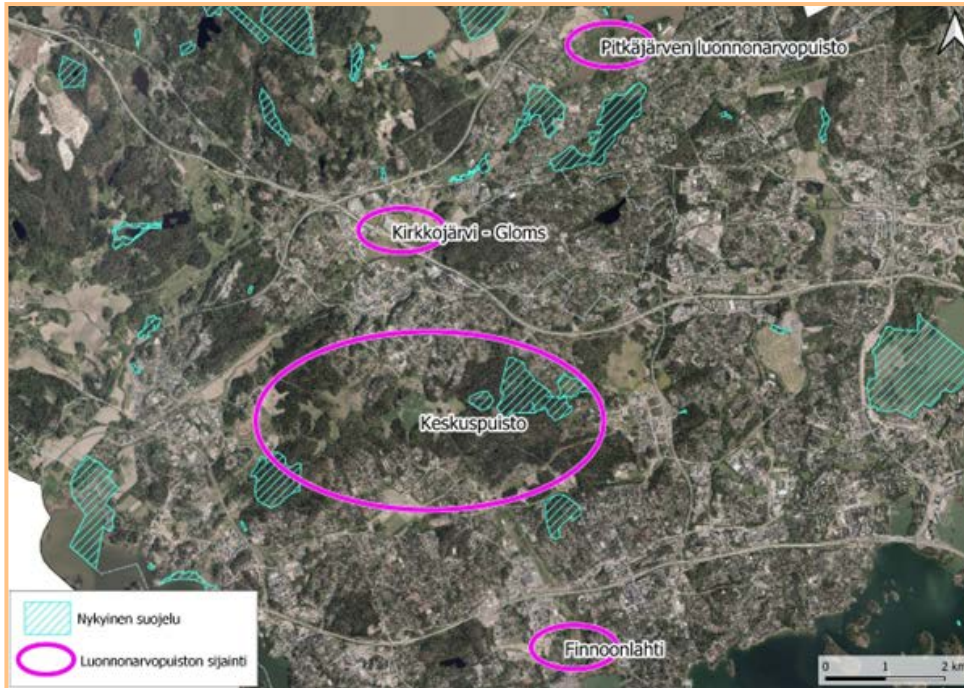 Pitkäjärven luonnonarvopuisto
Kirkkojärvi - Gloms
Keskuspuisto
Finnoonlahti
Nykyinen suojelu
Luonnonarvopuiston sijainti
0 1 2 km